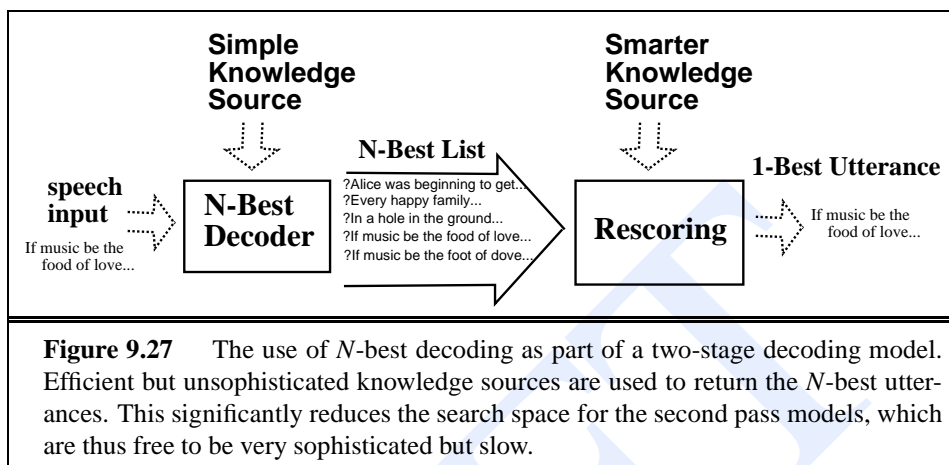 Simple
Knowledge
Source
Smarter
Knowledge
Source
N-Best List
1-Best Utterance
speech
input
If music be the
food of love...
N-Best
Decoder
?Alice was beginning to get...
?Every happy family...
?In a hole in the ground...
?If music be the food of love...
?If music be the foot of dove...
Rescoring
If music be the
food of love...
Figure 9.27 The use of N-best decoding as part of a two-stage decoding model.
Efficient but unsophisticated knowledge sources are used to return the N-best utter-
ances. This significantly reduces the search space for the second pass models, which
are thus free to be very sophisticated but slow.